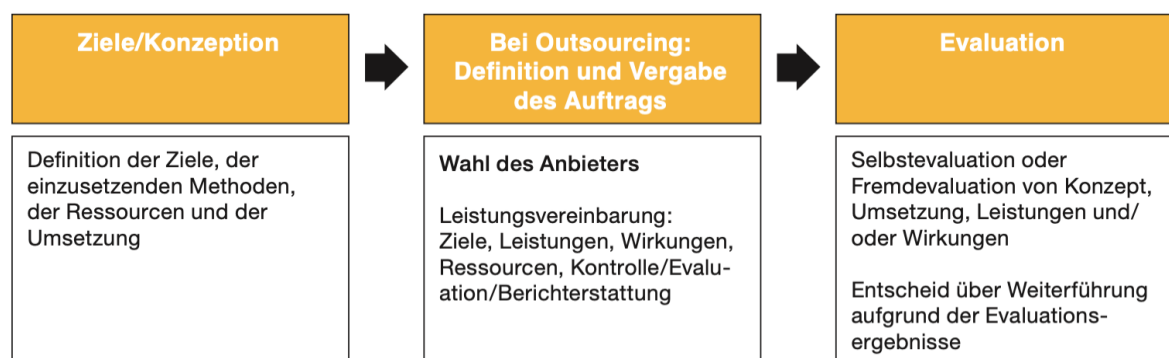 Ziele/Konzeption
Definition der Ziele, der
einzusetzenden Methoden,
der Ressourcen und der
Umsetzung
Bei Outsourcing:
Definition und Vergabe
des Auftrags
Wahl des Anbieters
Leistungsvereinbarung:
Ziele, Leistungen, Wirkungen,
Ressourcen, Kontrolle/Evalu-
ation/Berichterstattung
Evaluation
Selbstevaluation oder
Fremdevaluation von Konzept,
Umsetzung, Leistungen und/
oder Wirkungen
Entscheid über Weiterführung
aufgrund der Evaluations-
ergebnisse